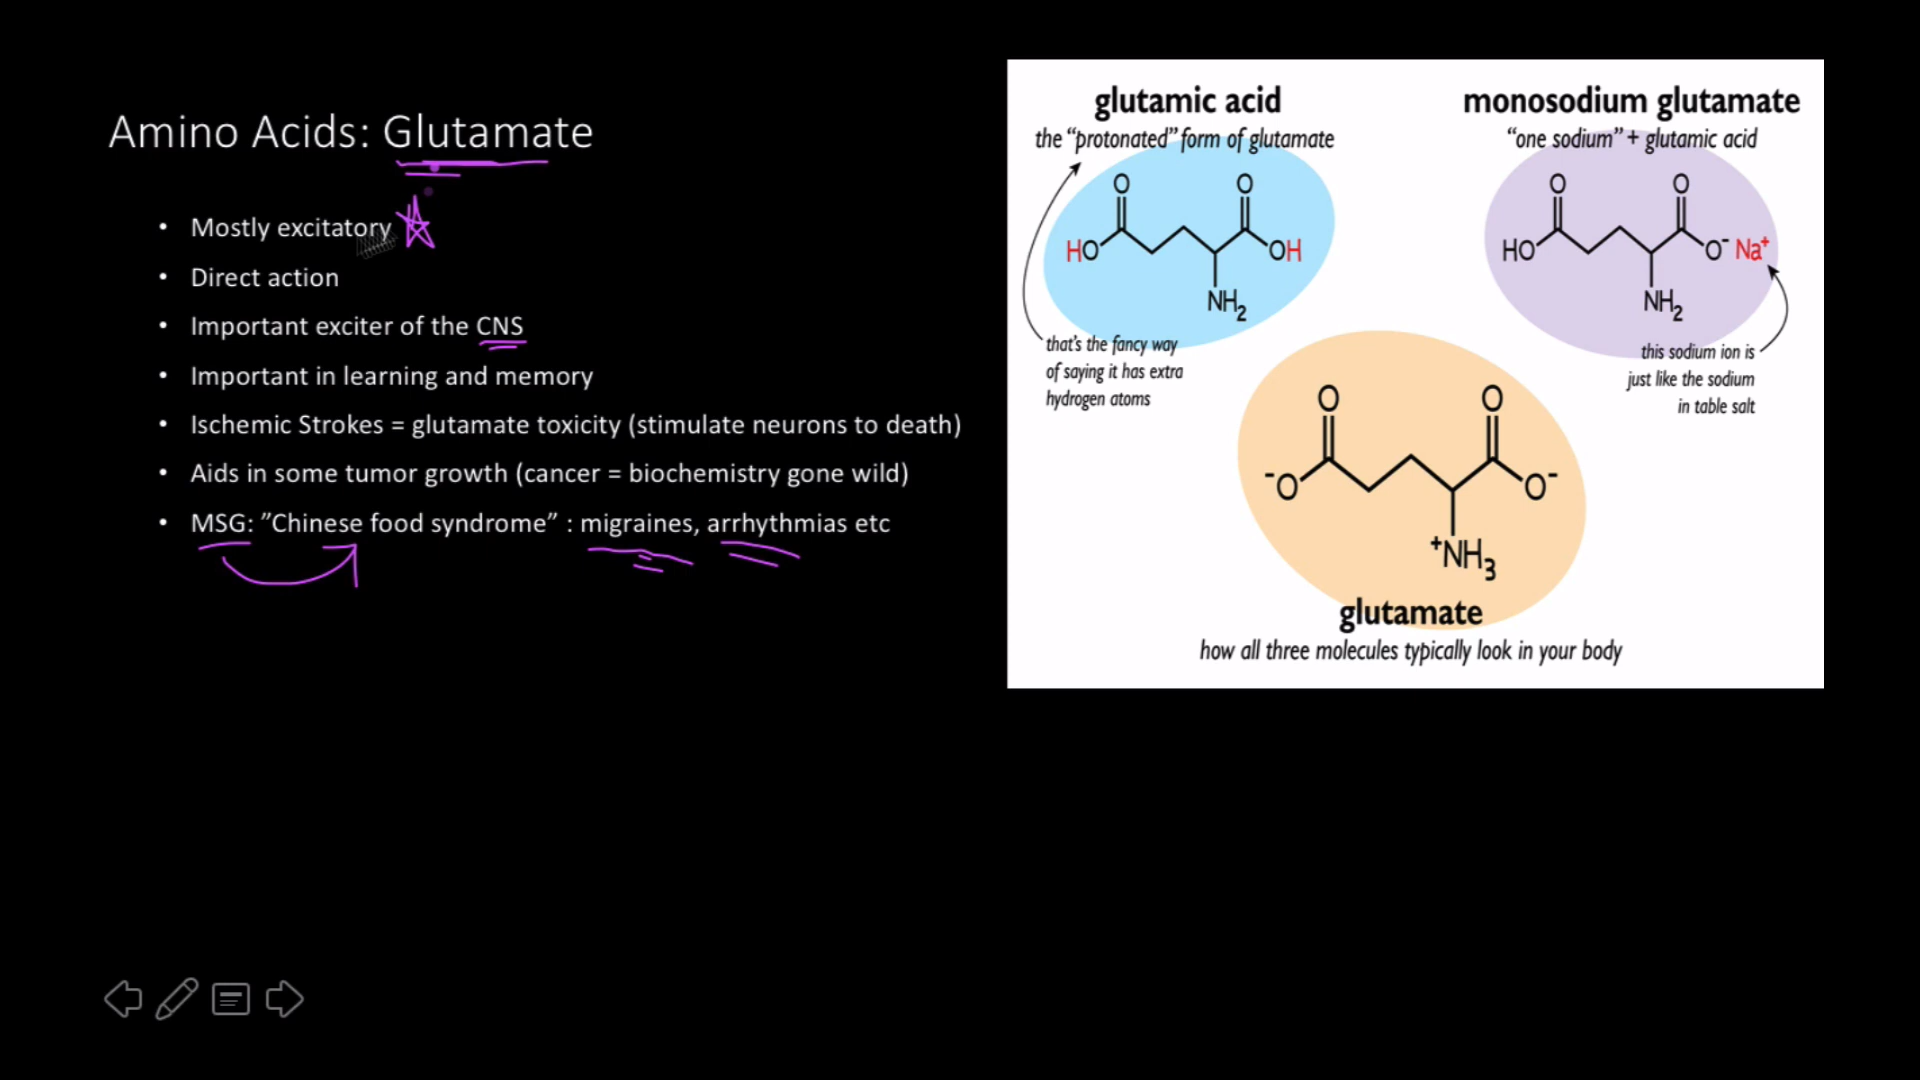 Amino Acids: Glutamate
• Mostly excitatory
• Direct action
• Important exciter of the CNS
• Important in learning and memory
• Ischemic Strokes = glutamate toxicity (stimulate neurons to death)
• Aids in some tumor growth (cancer = biochemistry gone wild)
• MSG: ”Chinese food syndrome” : migraines, arrhythmias etc
glutamic acid
the “protonated” form of glutamate
O O
HO OH
NH2
that's the fancy way
of saying it has extra
hydrogen atoms
monosodium glutamate
“one sodium” + glutamic acid
O O
HO O- Na+
NH2
this sodium ion is
just like the sodium
in table salt
O O
-O O-
+NH3
glutamate
how all three molecules typically look in your body